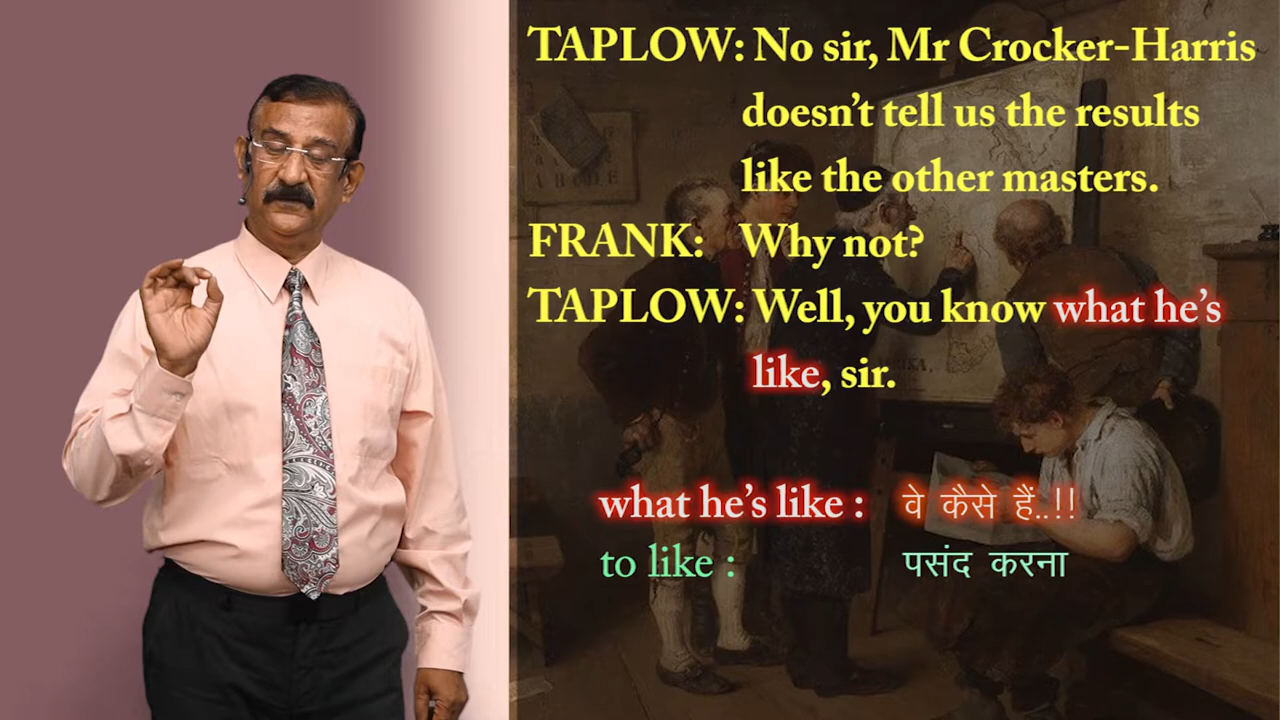 TAPLOW: No sir, Mr Crocker-Harris
doesn’t tell us the results
like the other masters.
FRANK: Why not?
TAPLOW: Well, you know what he’s
like, sir.
what he’s like : वे कैसे हैं..!!
to like : पसंद करना